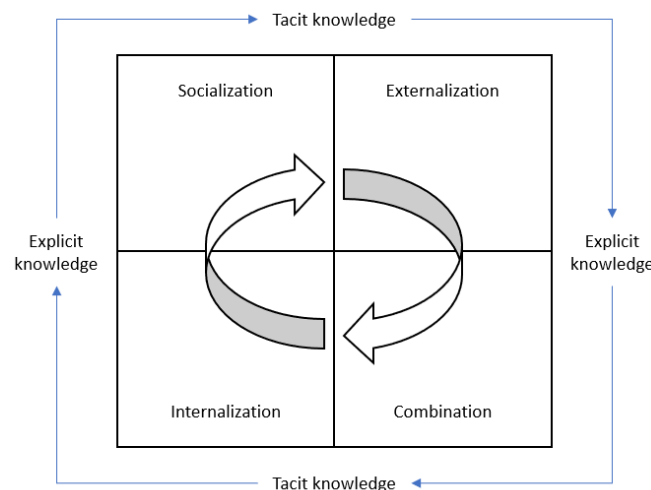 Tacit knowledge
Socialization
Externalization
Explicit
knowledge
Explicit
knowledge
Internalization
Combination
Tacit knowledge